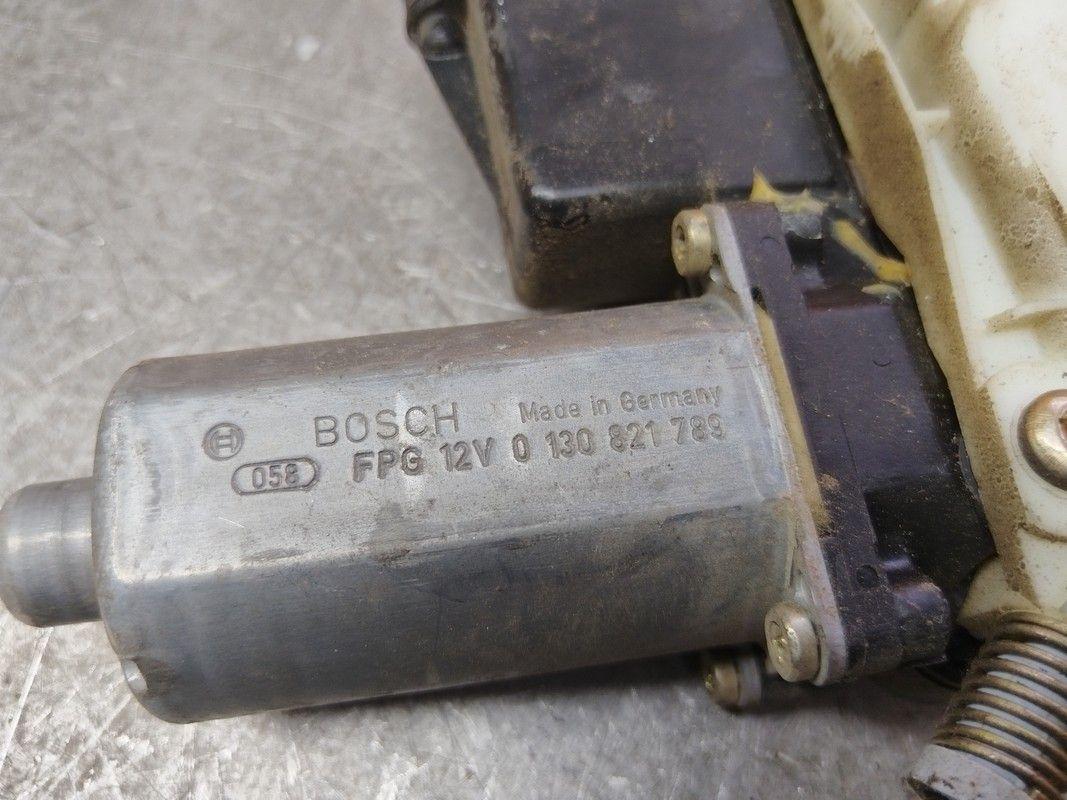 BOSCH Made in Germany
058 FPG 12V 0 130 821 789